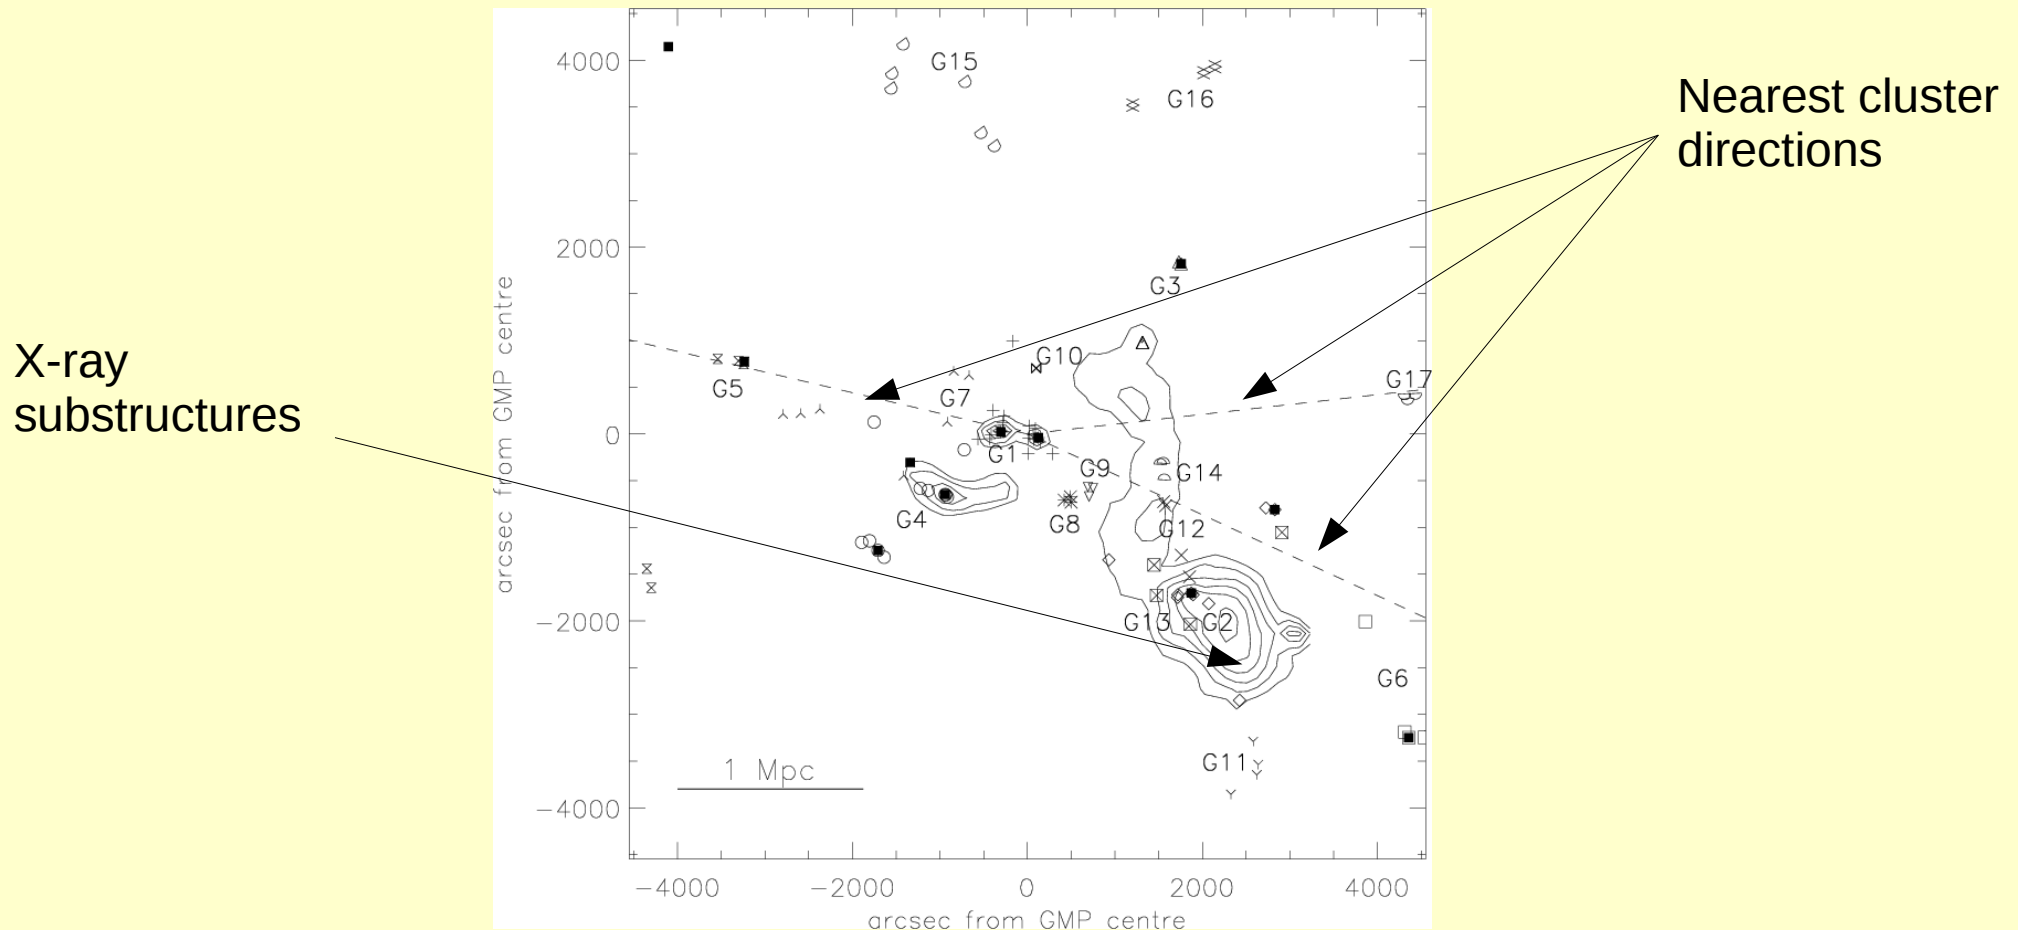 Nearest cluster
directions
X-ray
substructures
arcsec from GMP centre
4000
2000
0
−2000
−4000
G15
G16
G3
G10
G17
G5
G7
G1
G9
G14
G4
G8
G12
G13
G2
G6
G11
1 Mpc
−4000
−2000
0
2000
4000
arcsec from GMP centre